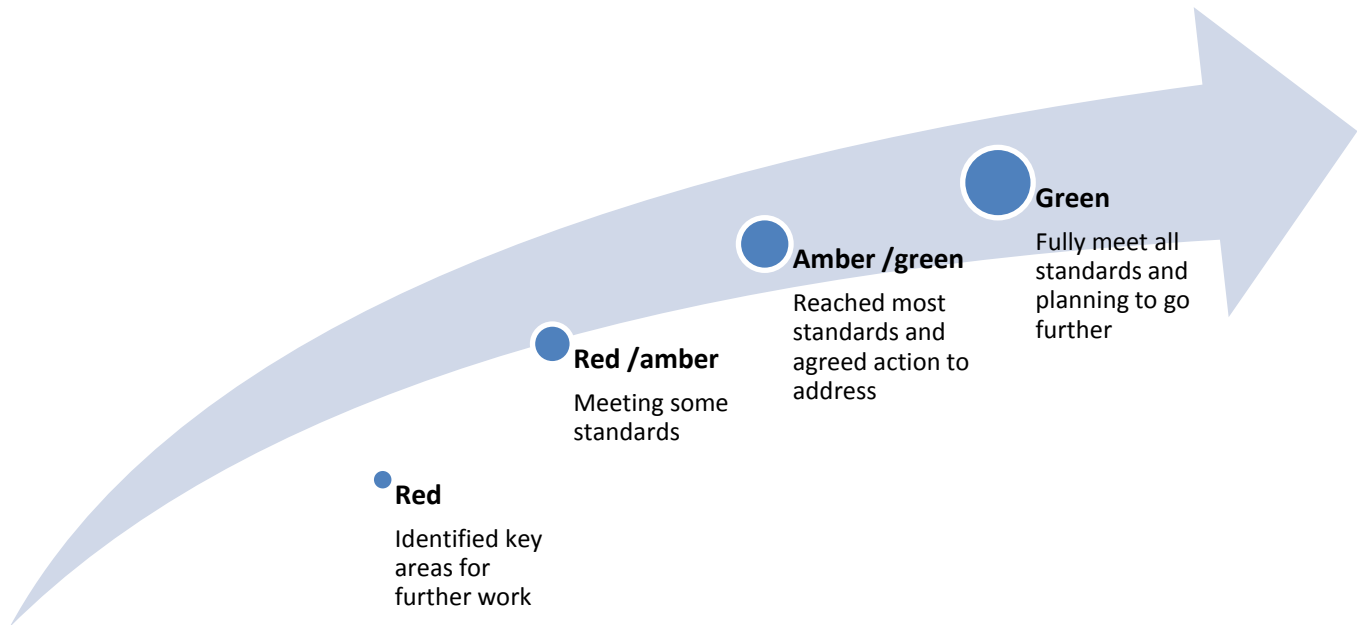 Red
Identified key
areas for
further work
Red /amber
Meeting some
standards
Amber /green
Reached most
standards and
agreed action to
address
Green
Fully meet all
standards and
planning to go
further